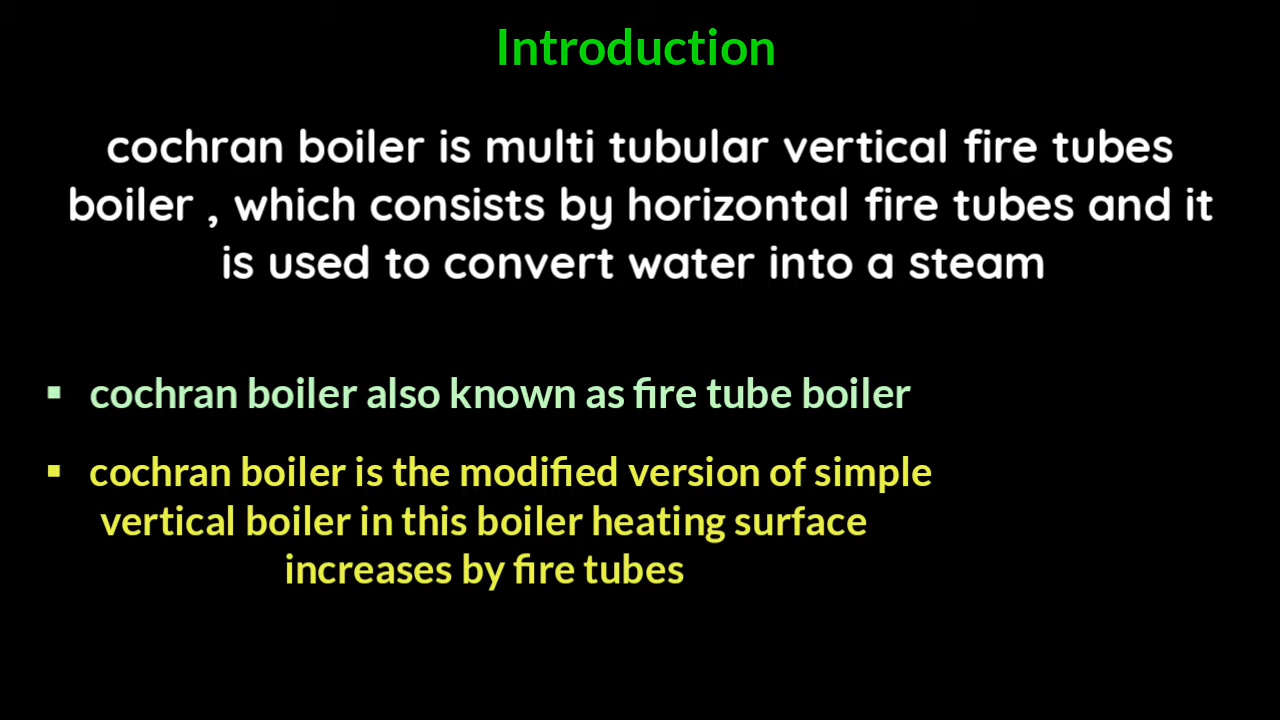 Introduction
cochran boiler is multi tubular vertical fire tubes
boiler , which consists by horizontal fire tubes and it
is used to convert water into a steam
▪ cochran boiler also known as fire tube boiler
▪ cochran boiler is the modified version of simple
vertical boiler in this boiler heating surface
increases by fire tubes